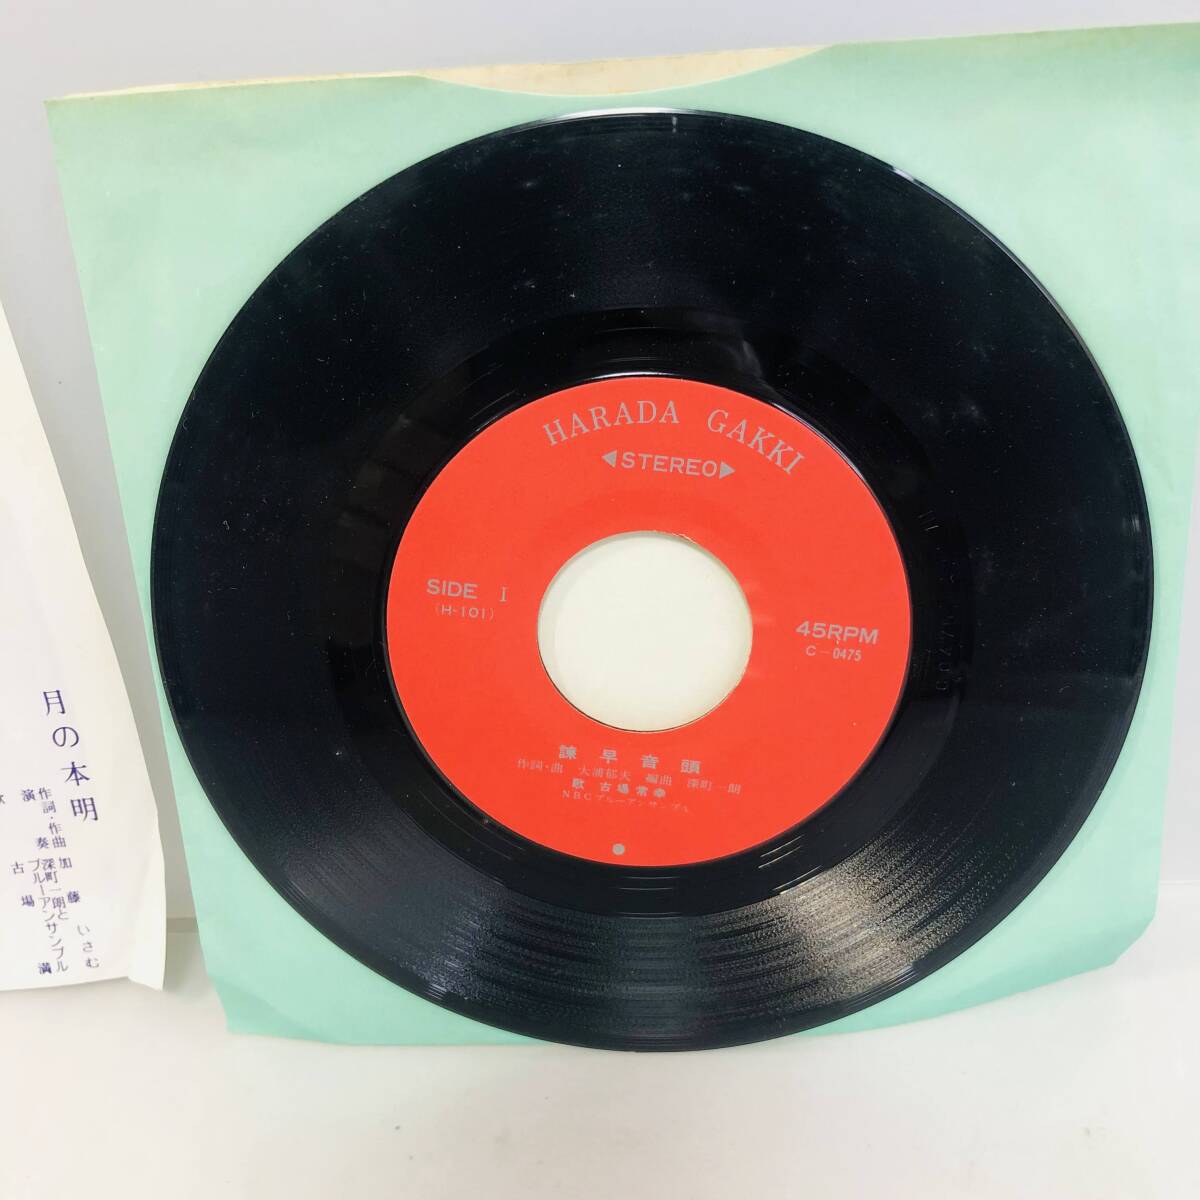 HARADA GAKKI
◀STEREO▶
SIDE I
(H-101)
45RPM
C-0475
諫早音頭
作詞・曲 大浦郁夫 編曲 深町一朗
歌 古場常幸
NBCブルーアンサンブル
月の本明
作詞・作曲 加藤いさむ
演奏 深町一朗と
ブルーアンサンブル
歌 古場 満